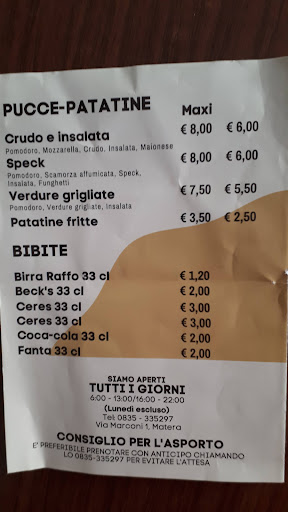 PUCCE-PATATINE Maxi
Crudo e insalata € 8,00 € 6,00
Pomodoro, Mozzarella, Crudo, Insalata, Maionese
Speck € 8,00 € 6,00
Pomodoro, Scamorza affumicata, Speck,
Insalata, Funghetti
Verdure grigliate € 7,50 € 5,50
Pomodoro, Verdure grigliate, Insalata
Patatine fritte € 3,50 € 2,50
BIBITE
Birra Raffo 33 cl € 1,20
Beck's 33 cl € 2,00
Ceres 33 cl € 3,00
Ceres 33 cl € 3,00
Coca-cola 33 cl € 2,00
Fanta 33 cl € 2,00
SIAMO APERTI
TUTTI I GIORNI
6:00 - 13:00/16:00 - 22:00
(Lunedì escluso)
Tel: 0835 - 335297
Via Marconi 1, Matera
CONSIGLIO PER L'ASPORTO
E' PREFERIBILE PRENOTARE CON ANTICIPO CHIAMANDO
LO 0835-335297 PER EVITARE L'ATTESA